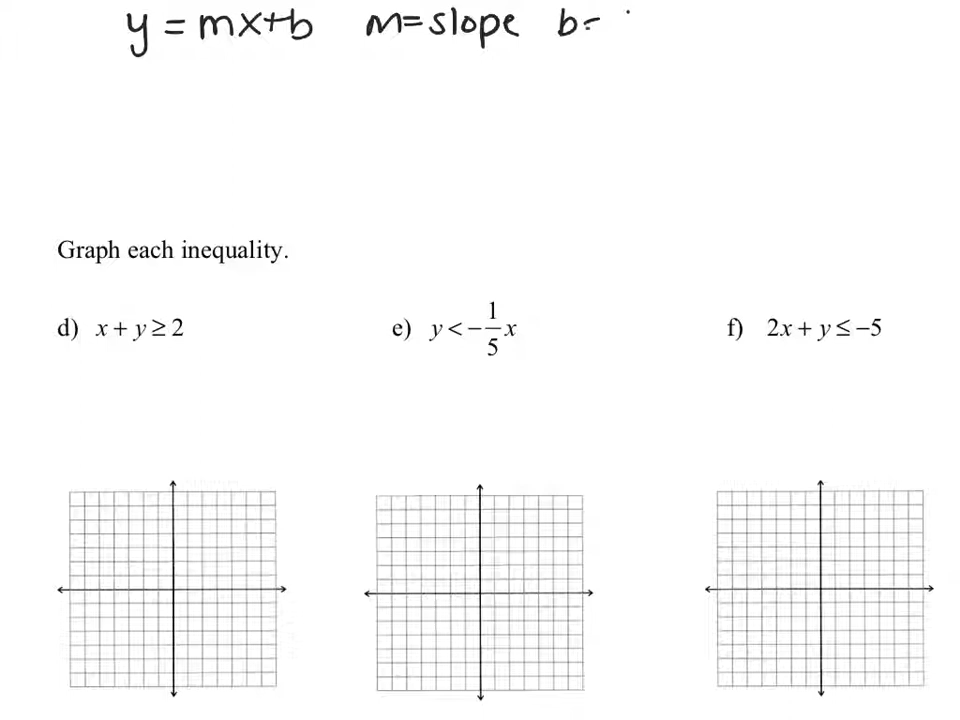 y = mx+b m=slope b=
Graph each inequality.
d) x + y ≥ 2 e) y < -1/5 x f) 2x + y ≤ -5